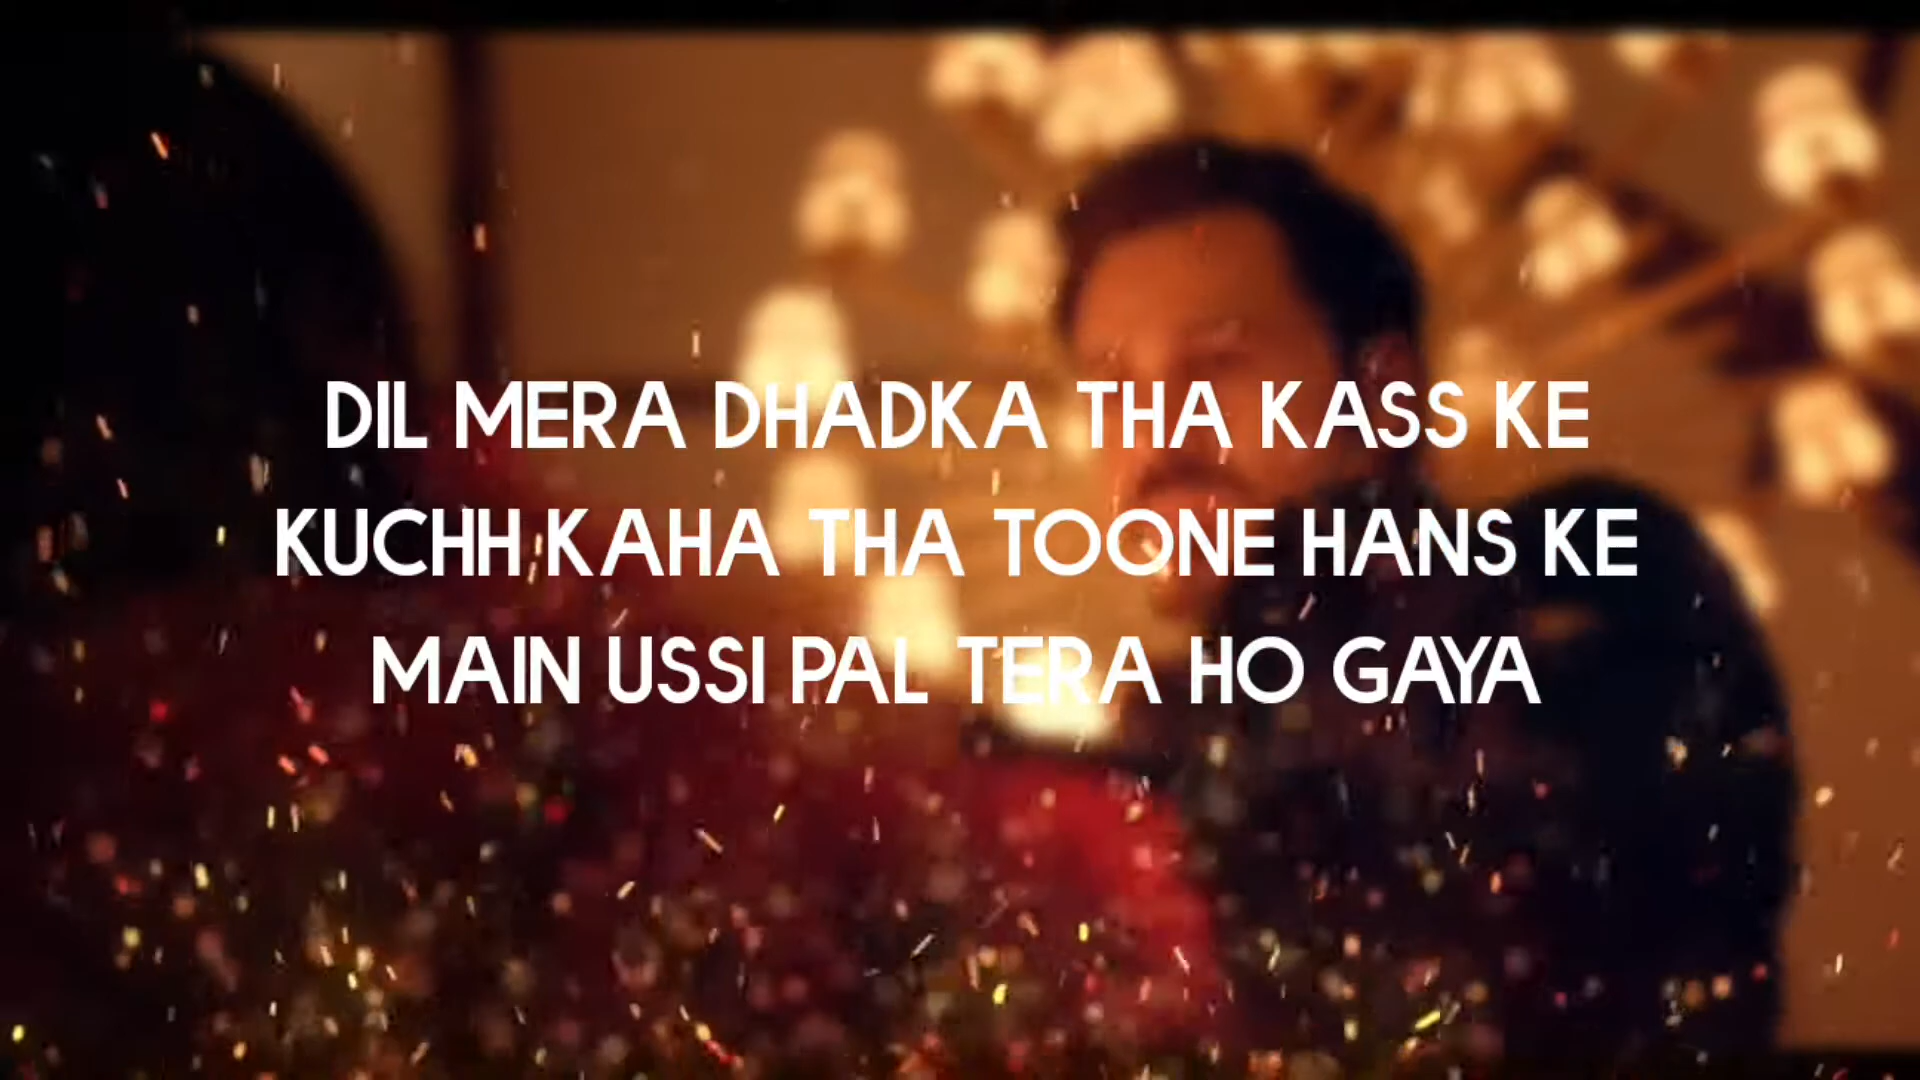 DIL MERA DHADKA THA KASS KE
KUCHH KAHA THA TOONE HANS KE
MAIN USSI PAL TERA HO GAYA